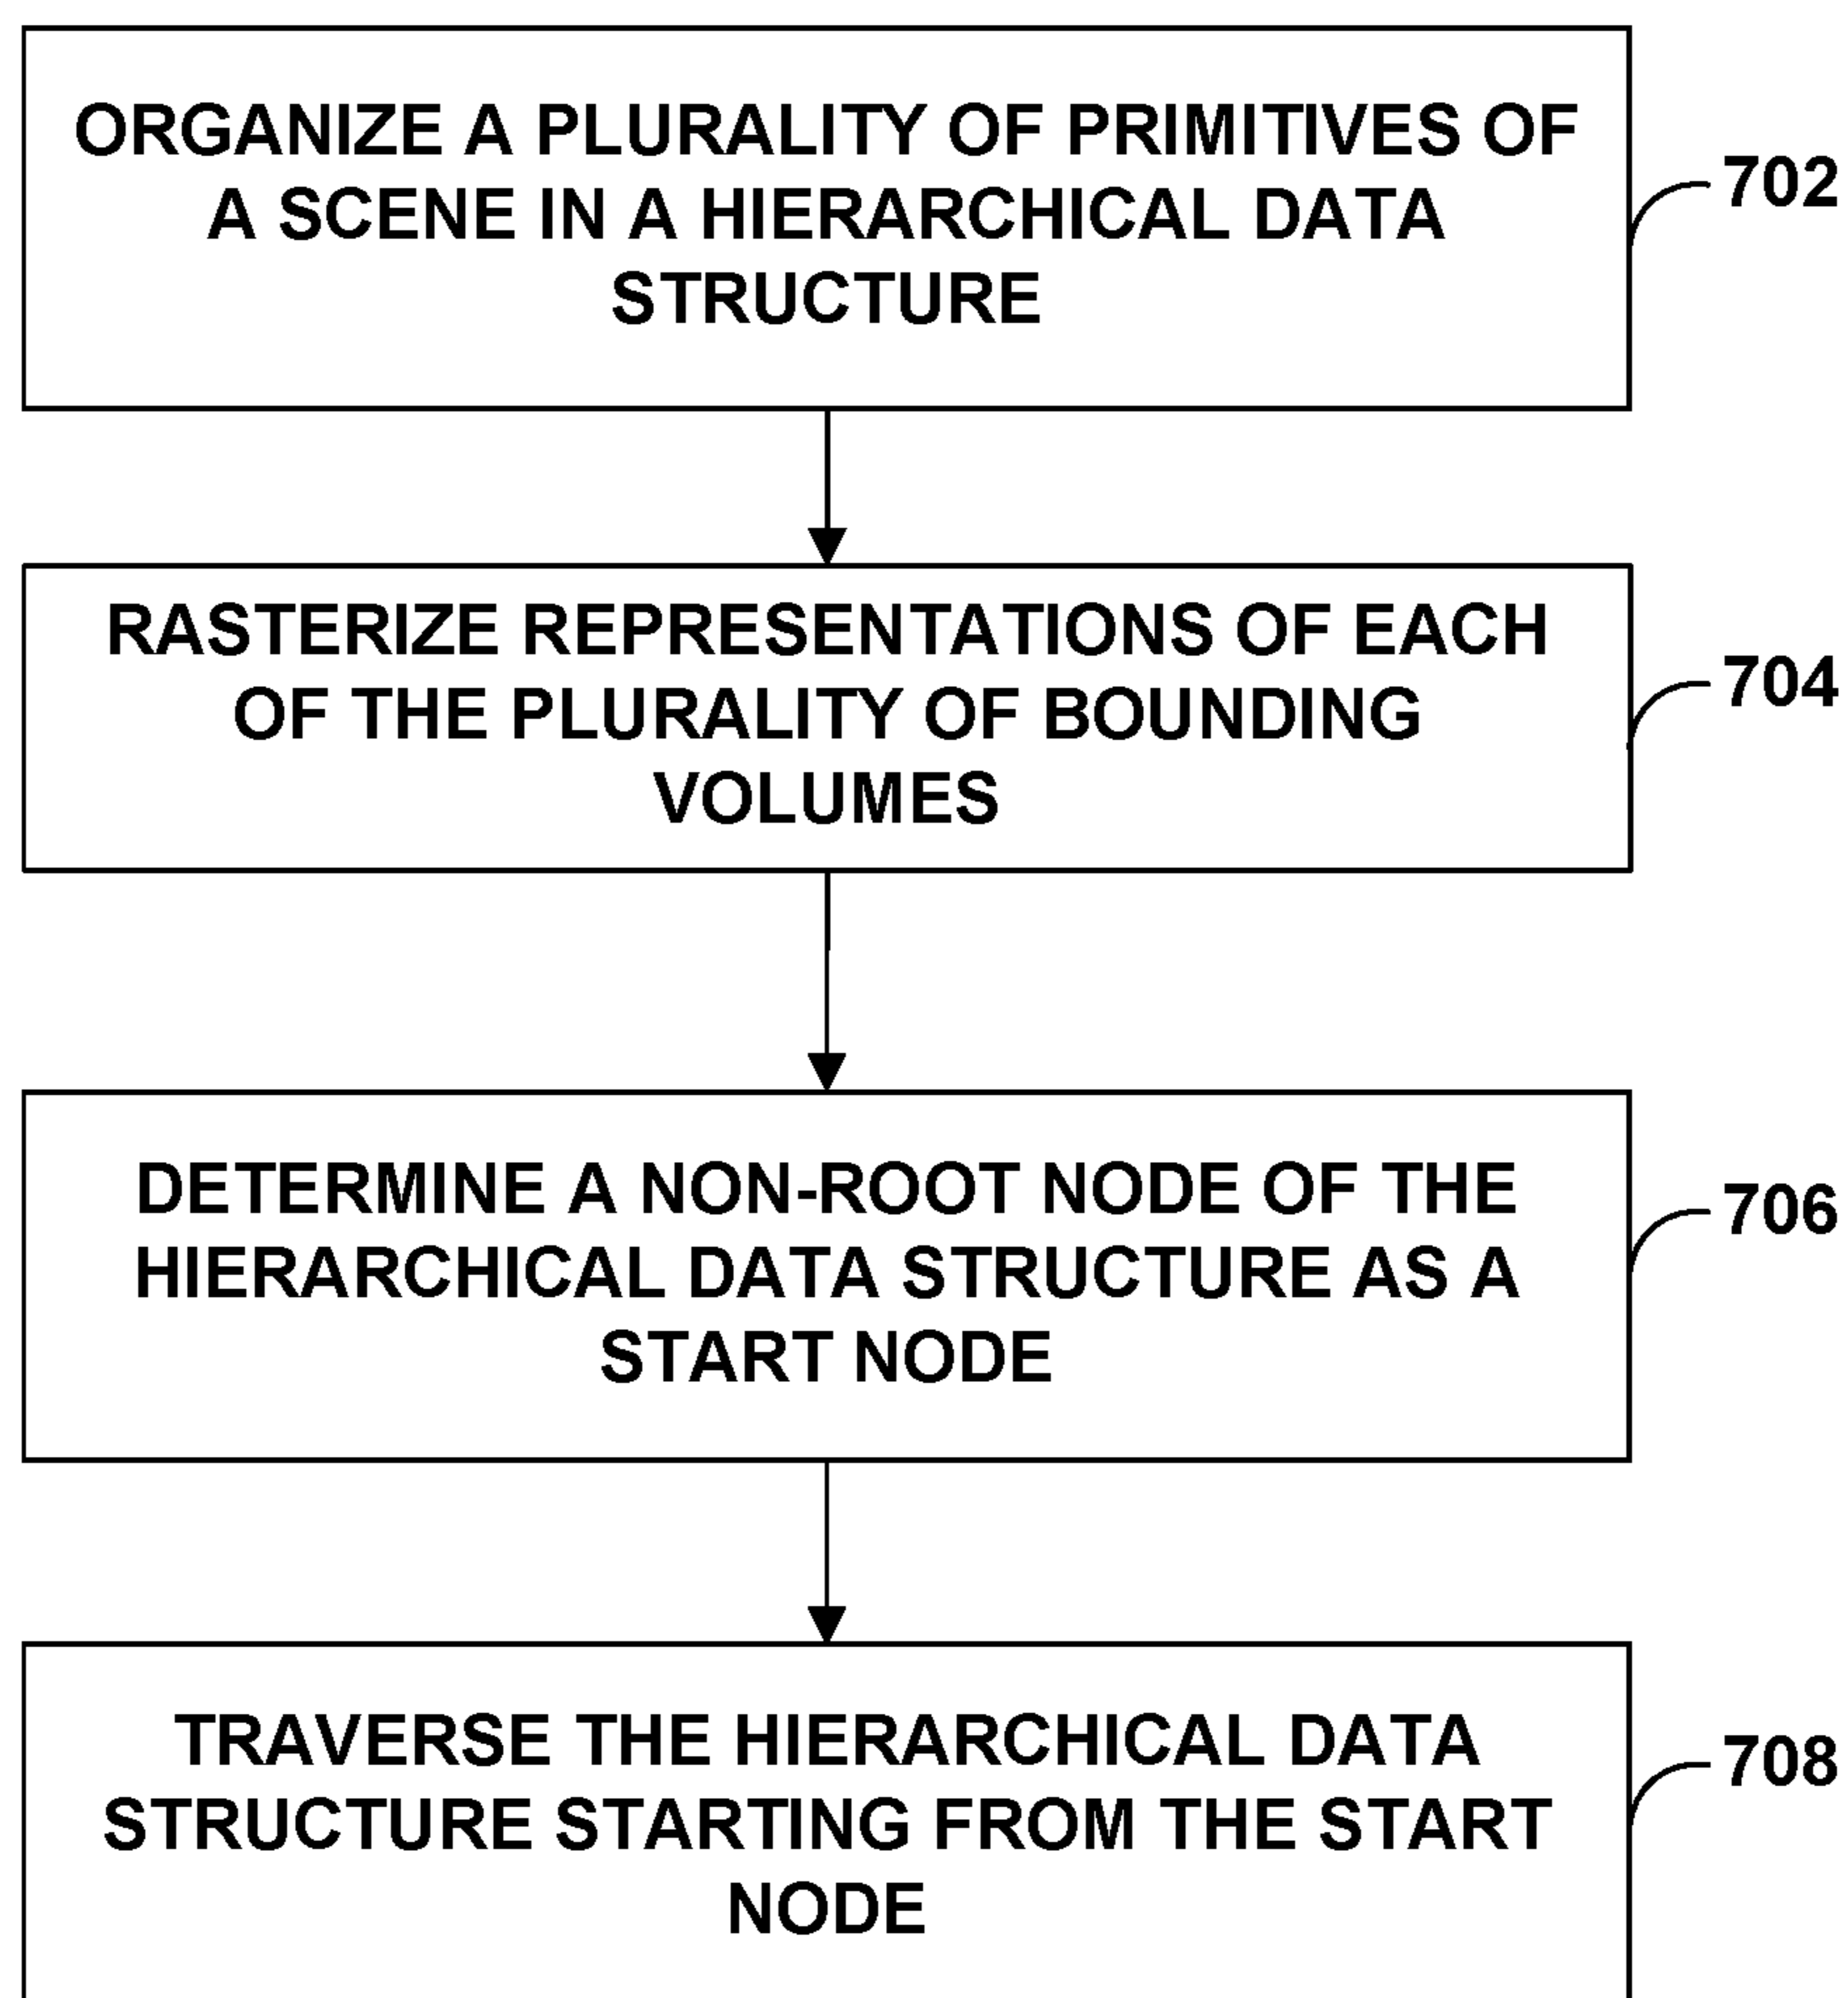 ORGANIZE A PLURALITY OF PRIMITIVES OF
A SCENE IN A HIERARCHICAL DATA
STRUCTURE
702
RASTERIZE REPRESENTATIONS OF EACH
OF THE PLURALITY OF BOUNDING
VOLUMES
704
DETERMINE A NON-ROOT NODE OF THE
HIERARCHICAL DATA STRUCTURE AS A
START NODE
706
TRAVERSE THE HIERARCHICAL DATA
STRUCTURE STARTING FROM THE START
NODE
708